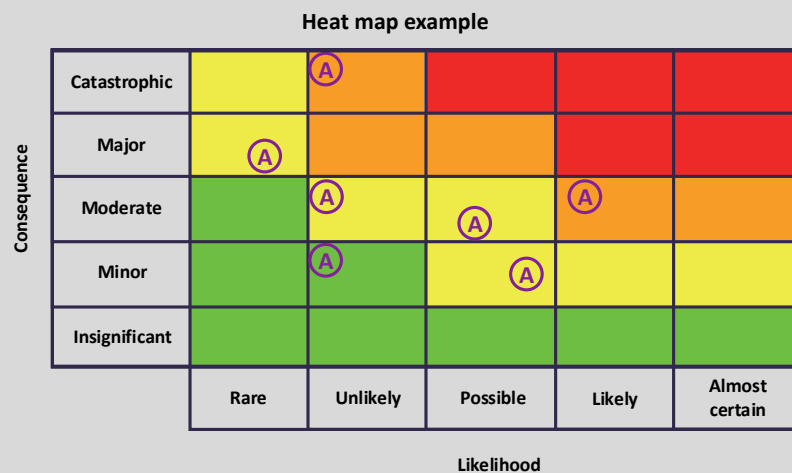 Heat map example
Consequence
Catastrophic
A
Major
A
Moderate
A
A
A
Minor
A
A
Insignificant
Rare
Unlikely
Possible
Likely
Almost
certain
Likelihood